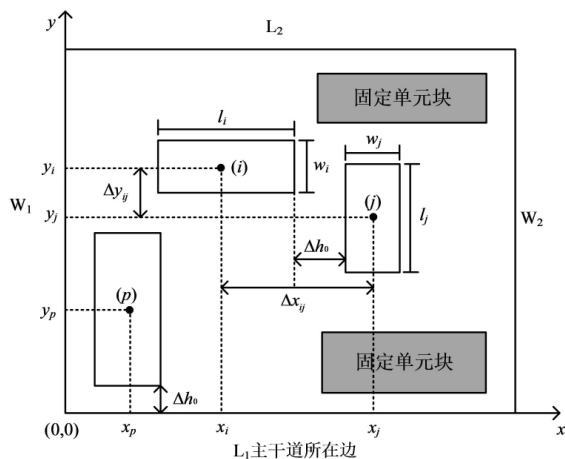 y
L₂
固定单元块
lᵢ
wᵢ
wⱼ
yᵢ
(i)
Δyᵢⱼ
W₁
yⱼ
(j)
lⱼ
W₂
Δh₀
(p)
Δxᵢⱼ
yₚ
固定单元块
Δh₀
(0,0)
xₚ
xᵢ
xⱼ
x
L₁主干道所在边